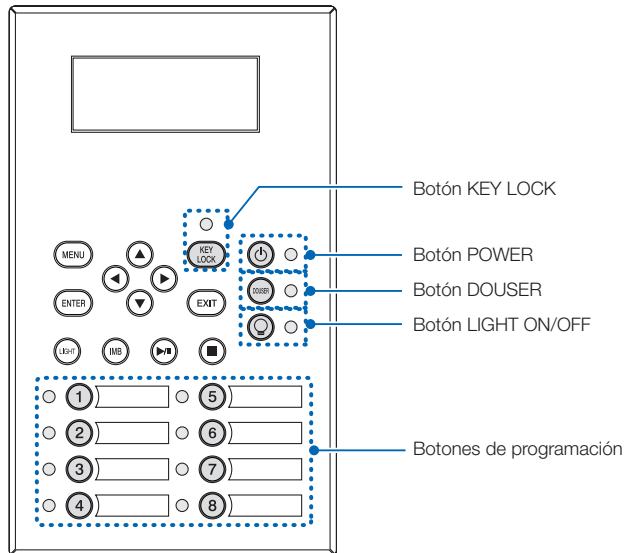 Botón KEY LOCK
KEY
LOCK
MENU
Botón POWER
DOUSER
Botón DOUSER
ENTER
EXIT
Botón LIGHT ON/OFF
LIGHT
IMB
1
5
2
6
Botones de programación
3
7
4
8